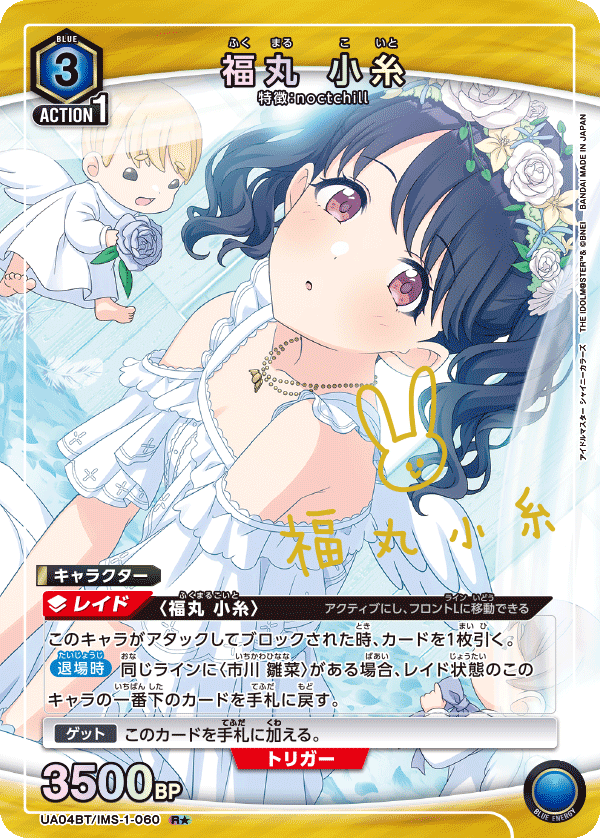 BLUE
3
ACTION 1
ふく まる こ いと
福丸 小糸
特徴:noctchill
アイドルマスター シャイニーカラーズ THE IDOLM@STER™& ©BNEI BANDAI MADE IN JAPAN
福丸小糸
キャラクター
ふくまるこいと ライン いどう
レイド 〈福丸 小糸〉 アクティブにし、フロントLに移動できる
とき まい ひ
このキャラがアタックしてブロックされた時、カードを1枚引く。
たいじょうじ おな いちかわ ひなな ばあい じょうたい
退場時 同じラインに〈市川 雛菜〉がある場合、レイド状態のこの
いちばん した てふだ もど
キャラの一番下のカードを手札に戻す。
てふだ くわ
ゲット このカードを手札に加える。
トリガー
3500BP
BLUE ENERGY
UA04BT/IMS-1-060 R★